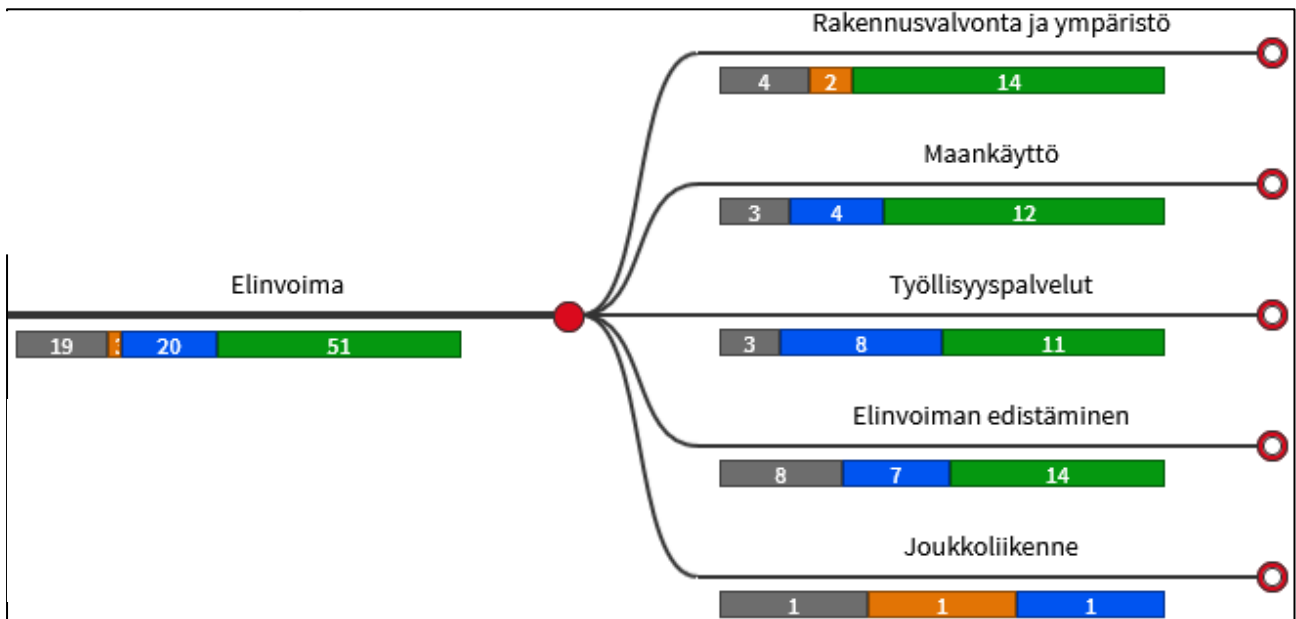 Rakennusvalvonta ja ympäristö
4 2 14
Maankäyttö
3 4 12
Elinvoima
19 20 51
Työllisyyspalvelut
3 8 11
Elinvoiman edistäminen
8 7 14
Joukkoliikenne
1 1 1